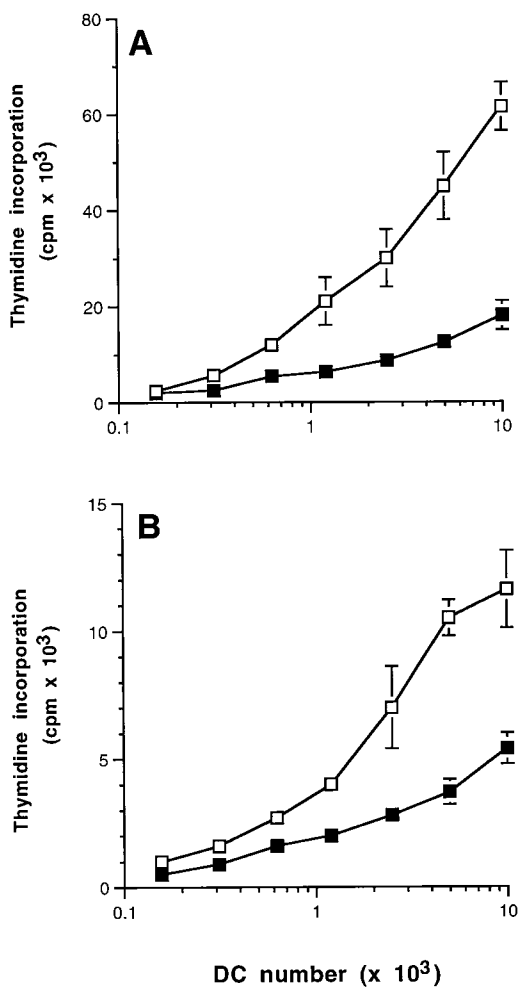 A
Thymidine incorporation
(cpm x 10³)
80
60
40
20
0
0.1
1
10
B
Thymidine incorporation
(cpm x 10³)
15
10
5
0
0.1
1
10
DC number (x 10³)